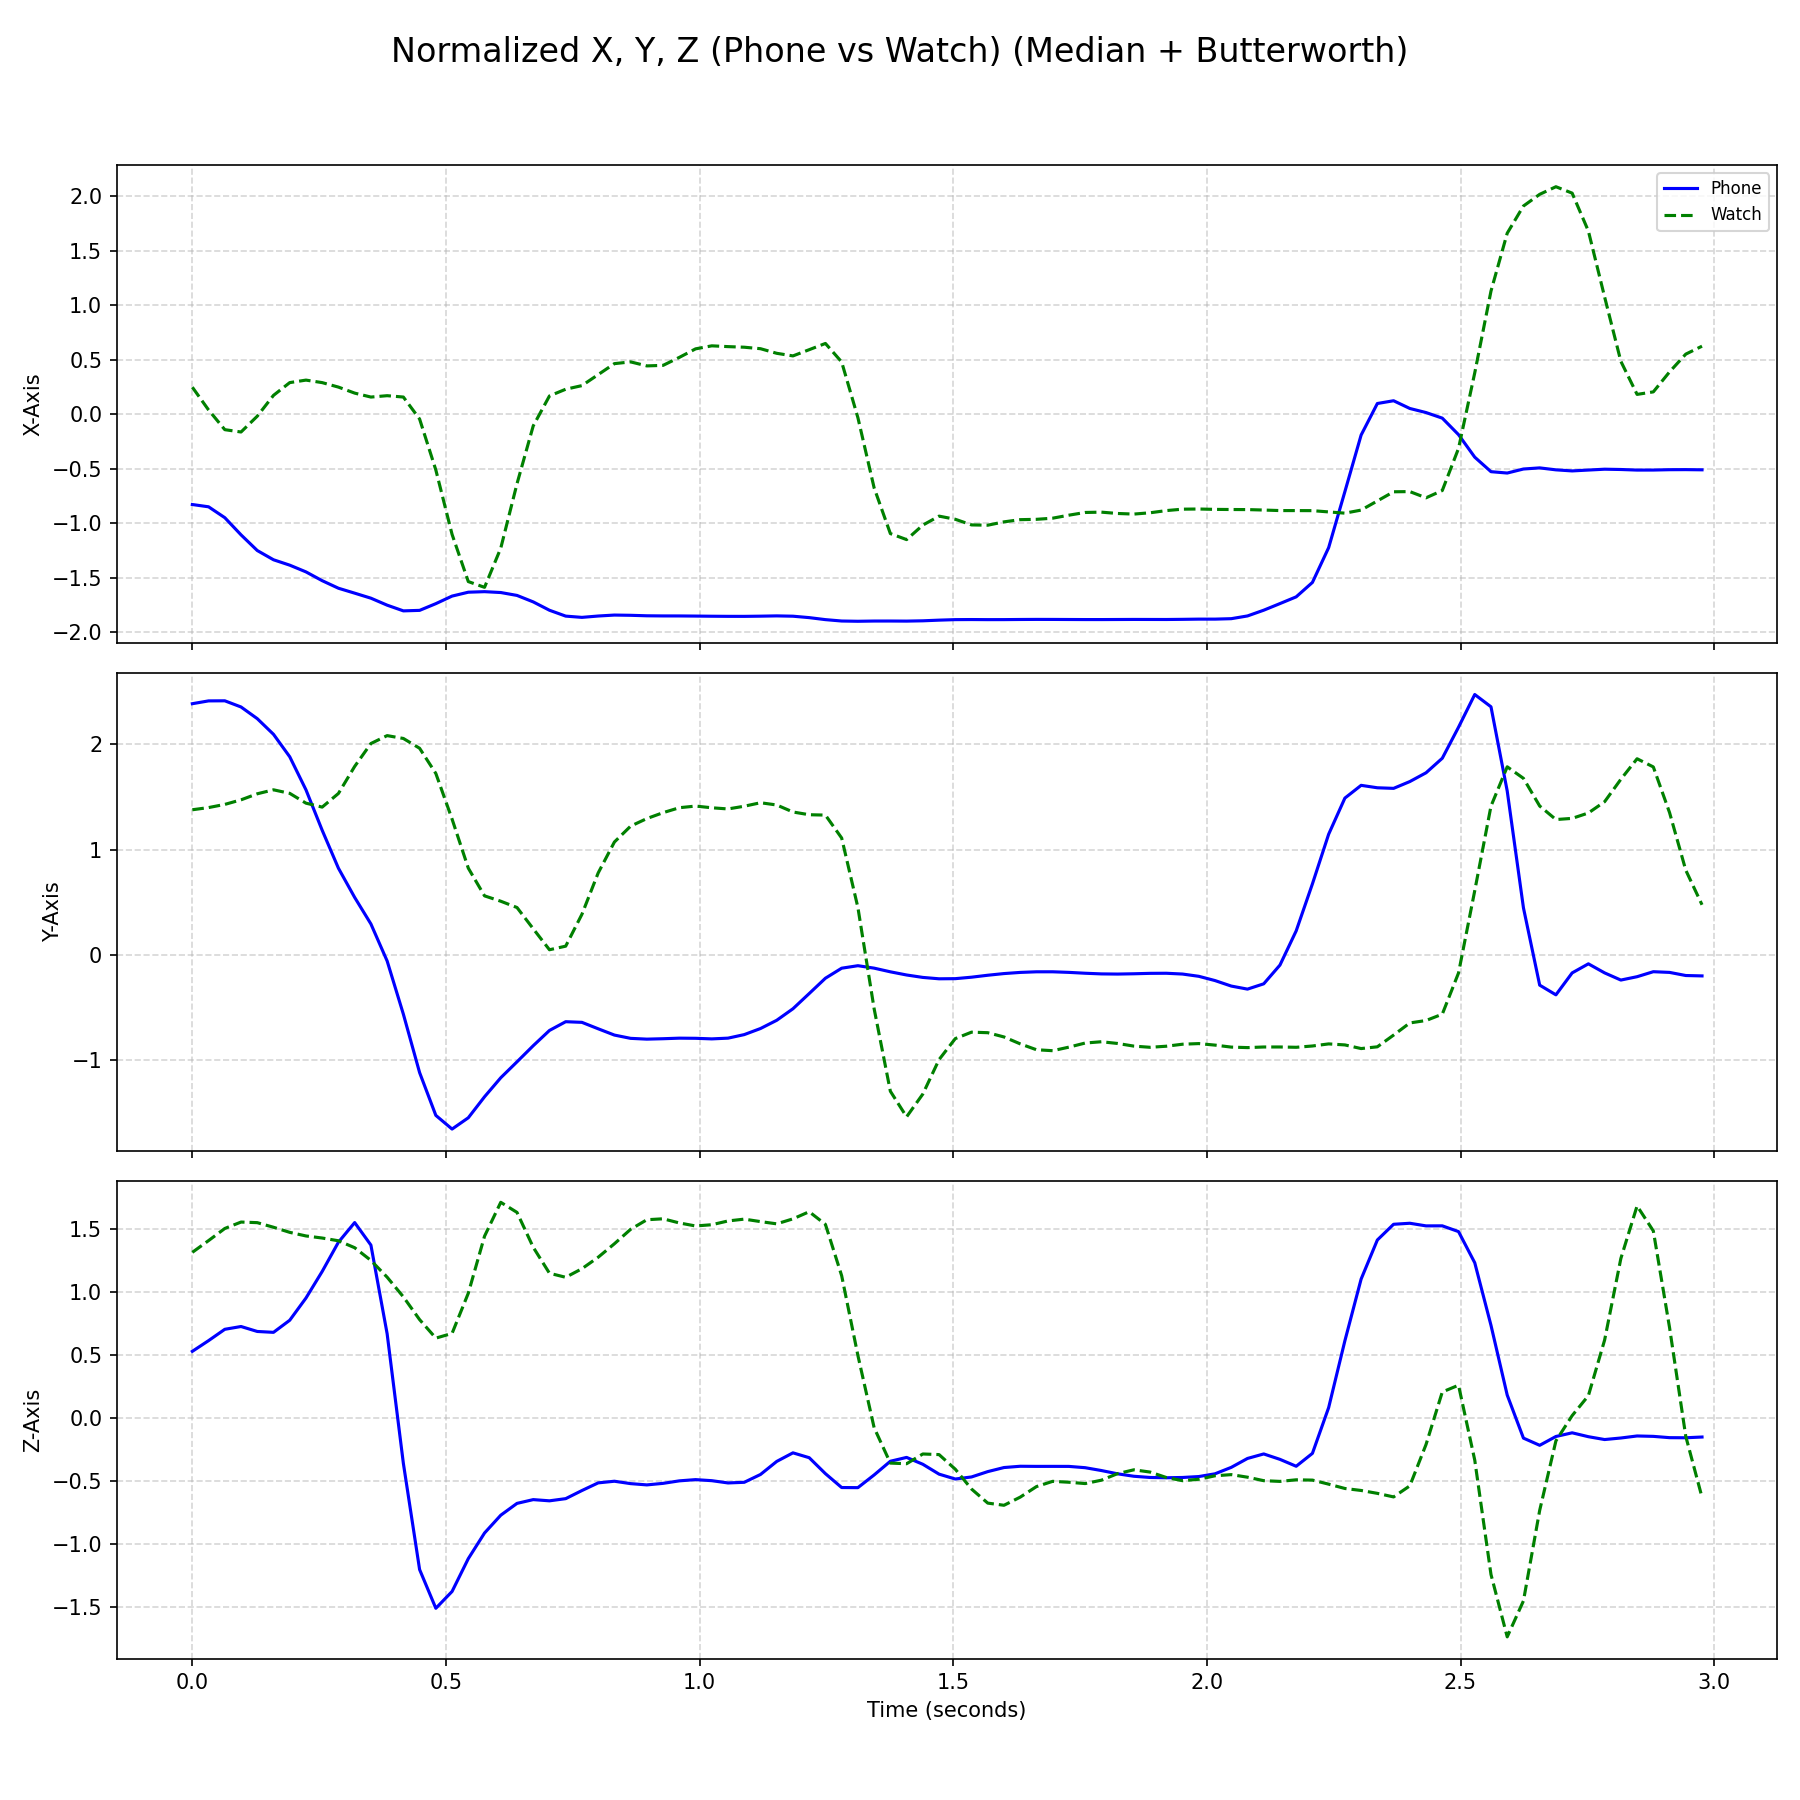 Normalized X, Y, Z (Phone vs Watch) (Median + Butterworth)
Phone
Watch
X-Axis
2.0
1.5
1.0
0.5
0.0
−0.5
−1.0
−1.5
−2.0
Y-Axis
2
1
0
−1
Z-Axis
1.5
1.0
0.5
0.0
−0.5
−1.0
−1.5
0.0 0.5 1.0 1.5 2.0 2.5 3.0
Time (seconds)